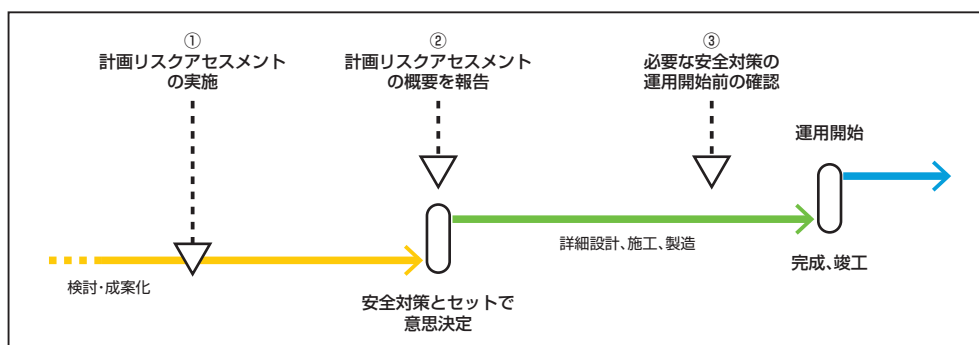 ①
計画リスクアセスメント
の実施
②
計画リスクアセスメント
の概要を報告
③
必要な安全対策の
運用開始前の確認
運用開始
詳細設計、施工、製造
完成、竣工
検討・成案化
安全対策とセットで
意思決定